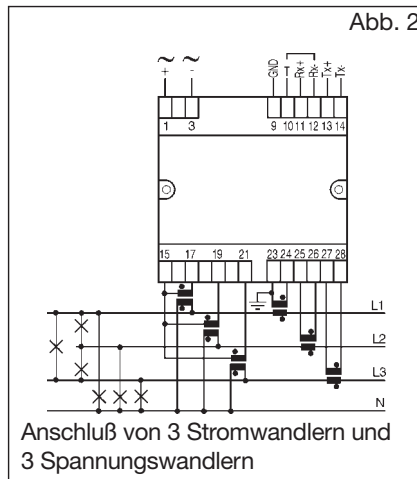 Abb. 2
~ ~
+ -
GND T Rx+ Rx- Tx+ Tx-
1 3 9 10 11 12 13 14
15 17 19 21 23 24 25 26 27 28
L1
L2
L3
N
Anschluß von 3 Stromwandlern und
3 Spannungswandlern